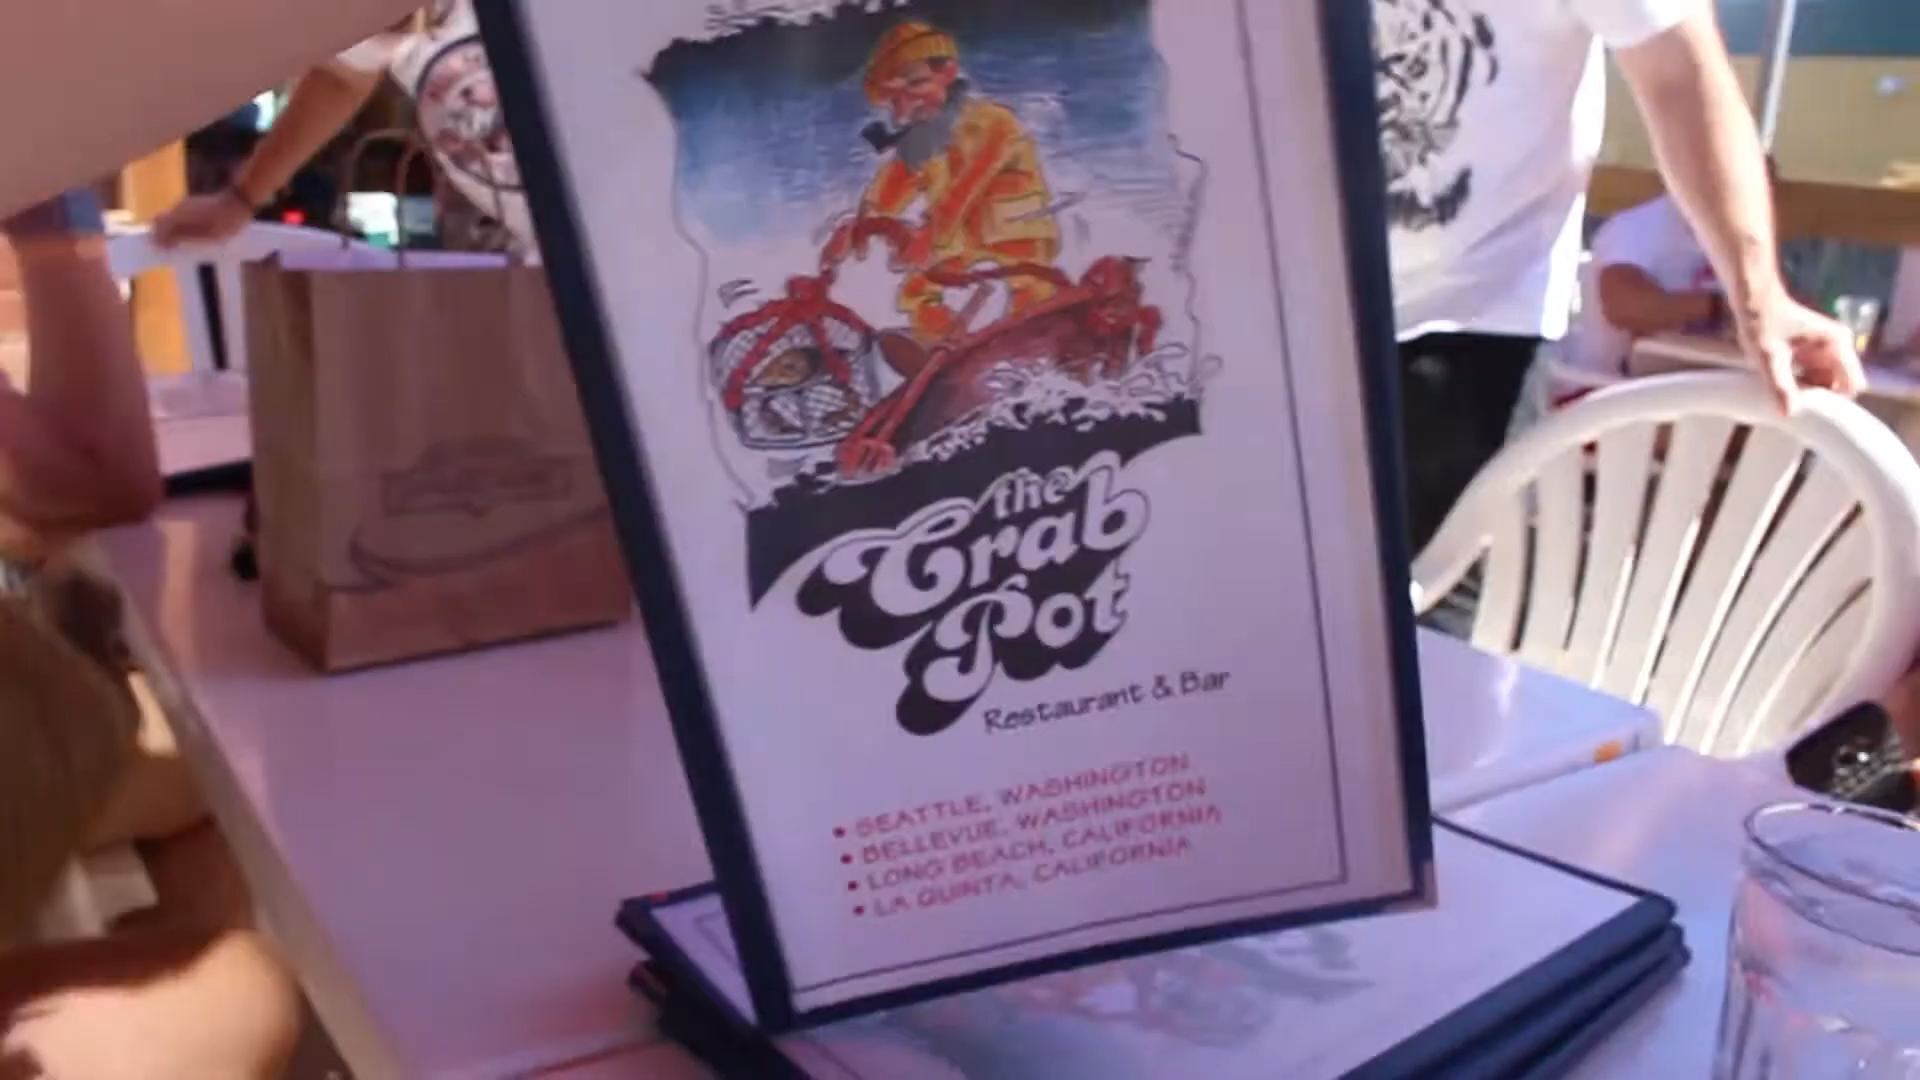 the
Crab
Pot
Restaurant & Bar
• SEATTLE, WASHINGTON
• BELLEVUE, WASHINGTON
• LONG BEACH, CALIFORNIA
• LA QUINTA, CALIFORNIA